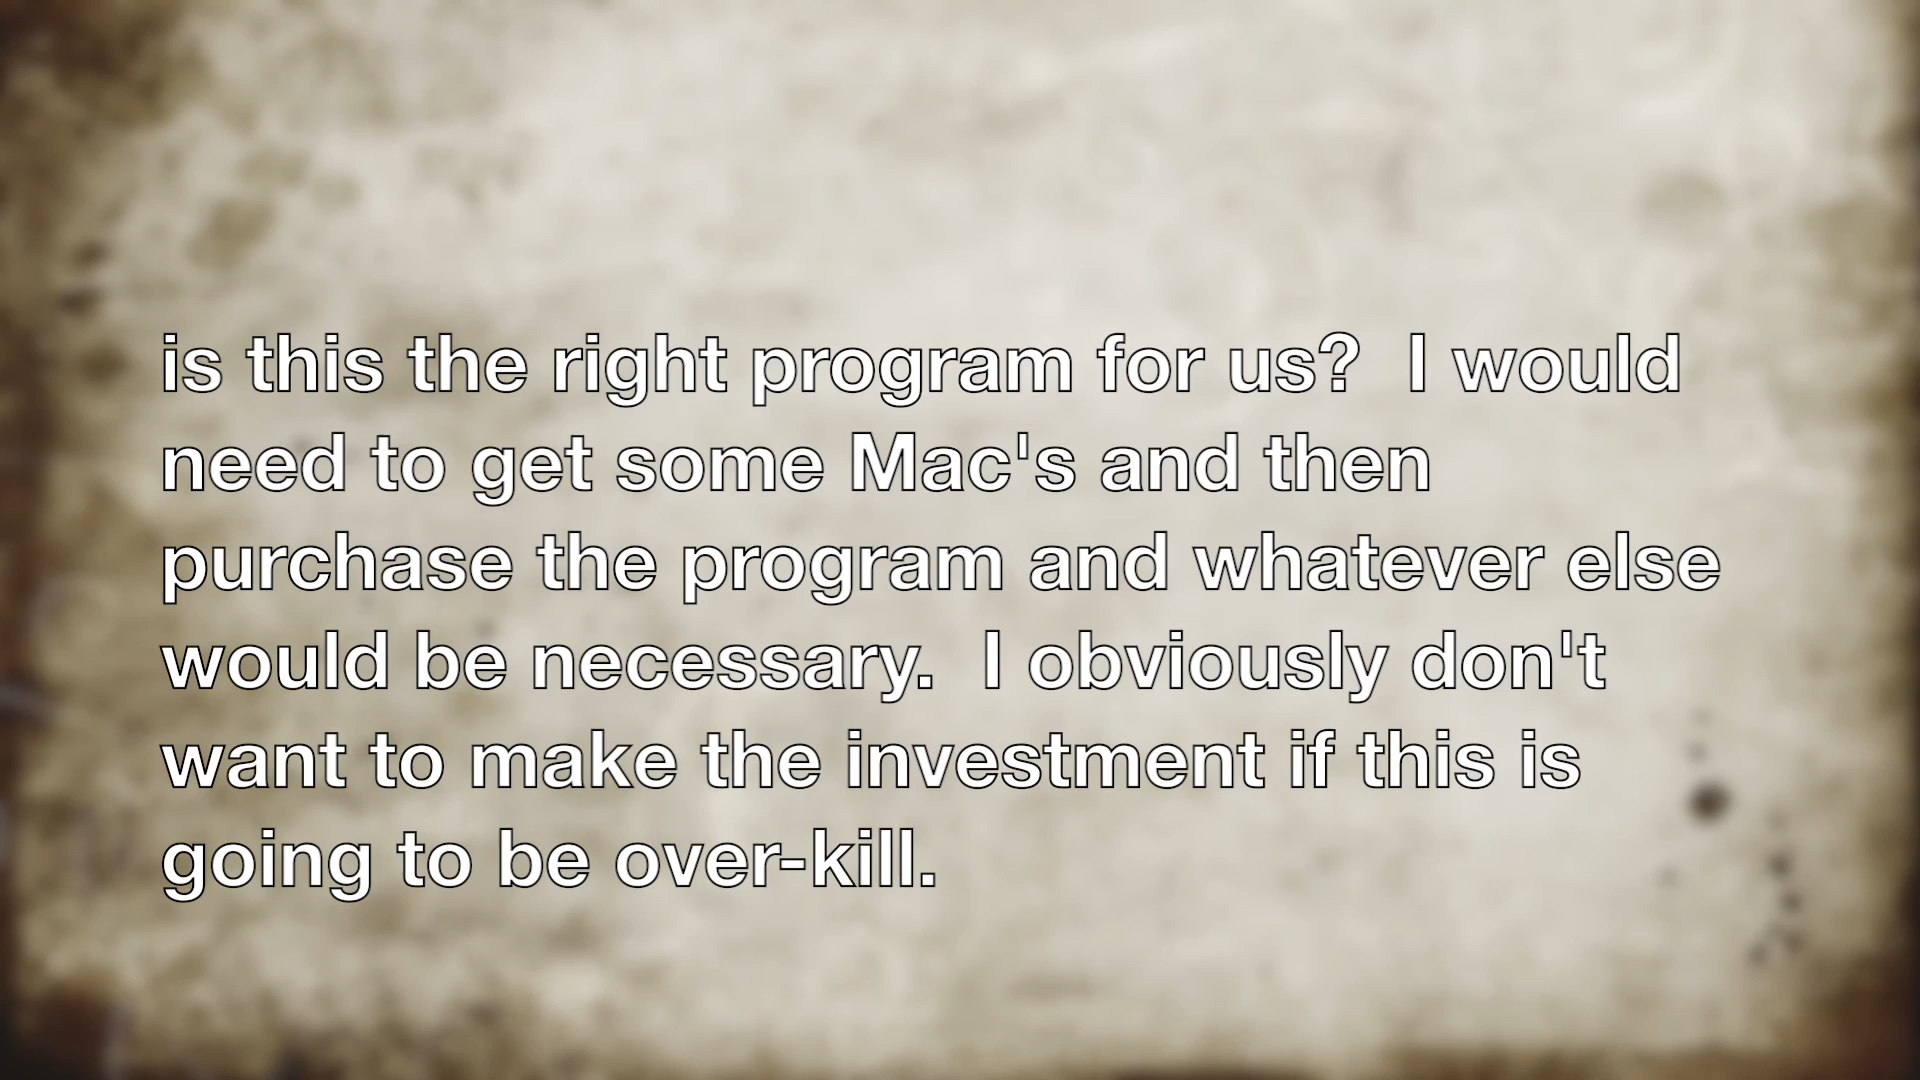 is this the right program for us?  I would
need to get some Mac's and then
purchase the program and whatever else
would be necessary.  I obviously don't
want to make the investment if this is
going to be over-kill.